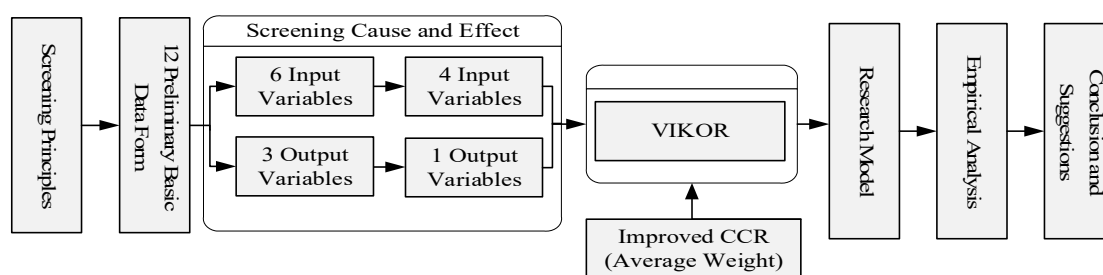 Screening Principles
12 Preliminary Basic
Data Form
Screening Cause and Effect
6 Input
Variables
4 Input
Variables
3 Output
Variables
1 Output
Variables
VIKOR
Improved CCR
(Average Weight)
Research Model
Empirical Analysis
Conclusion and
Suggestions